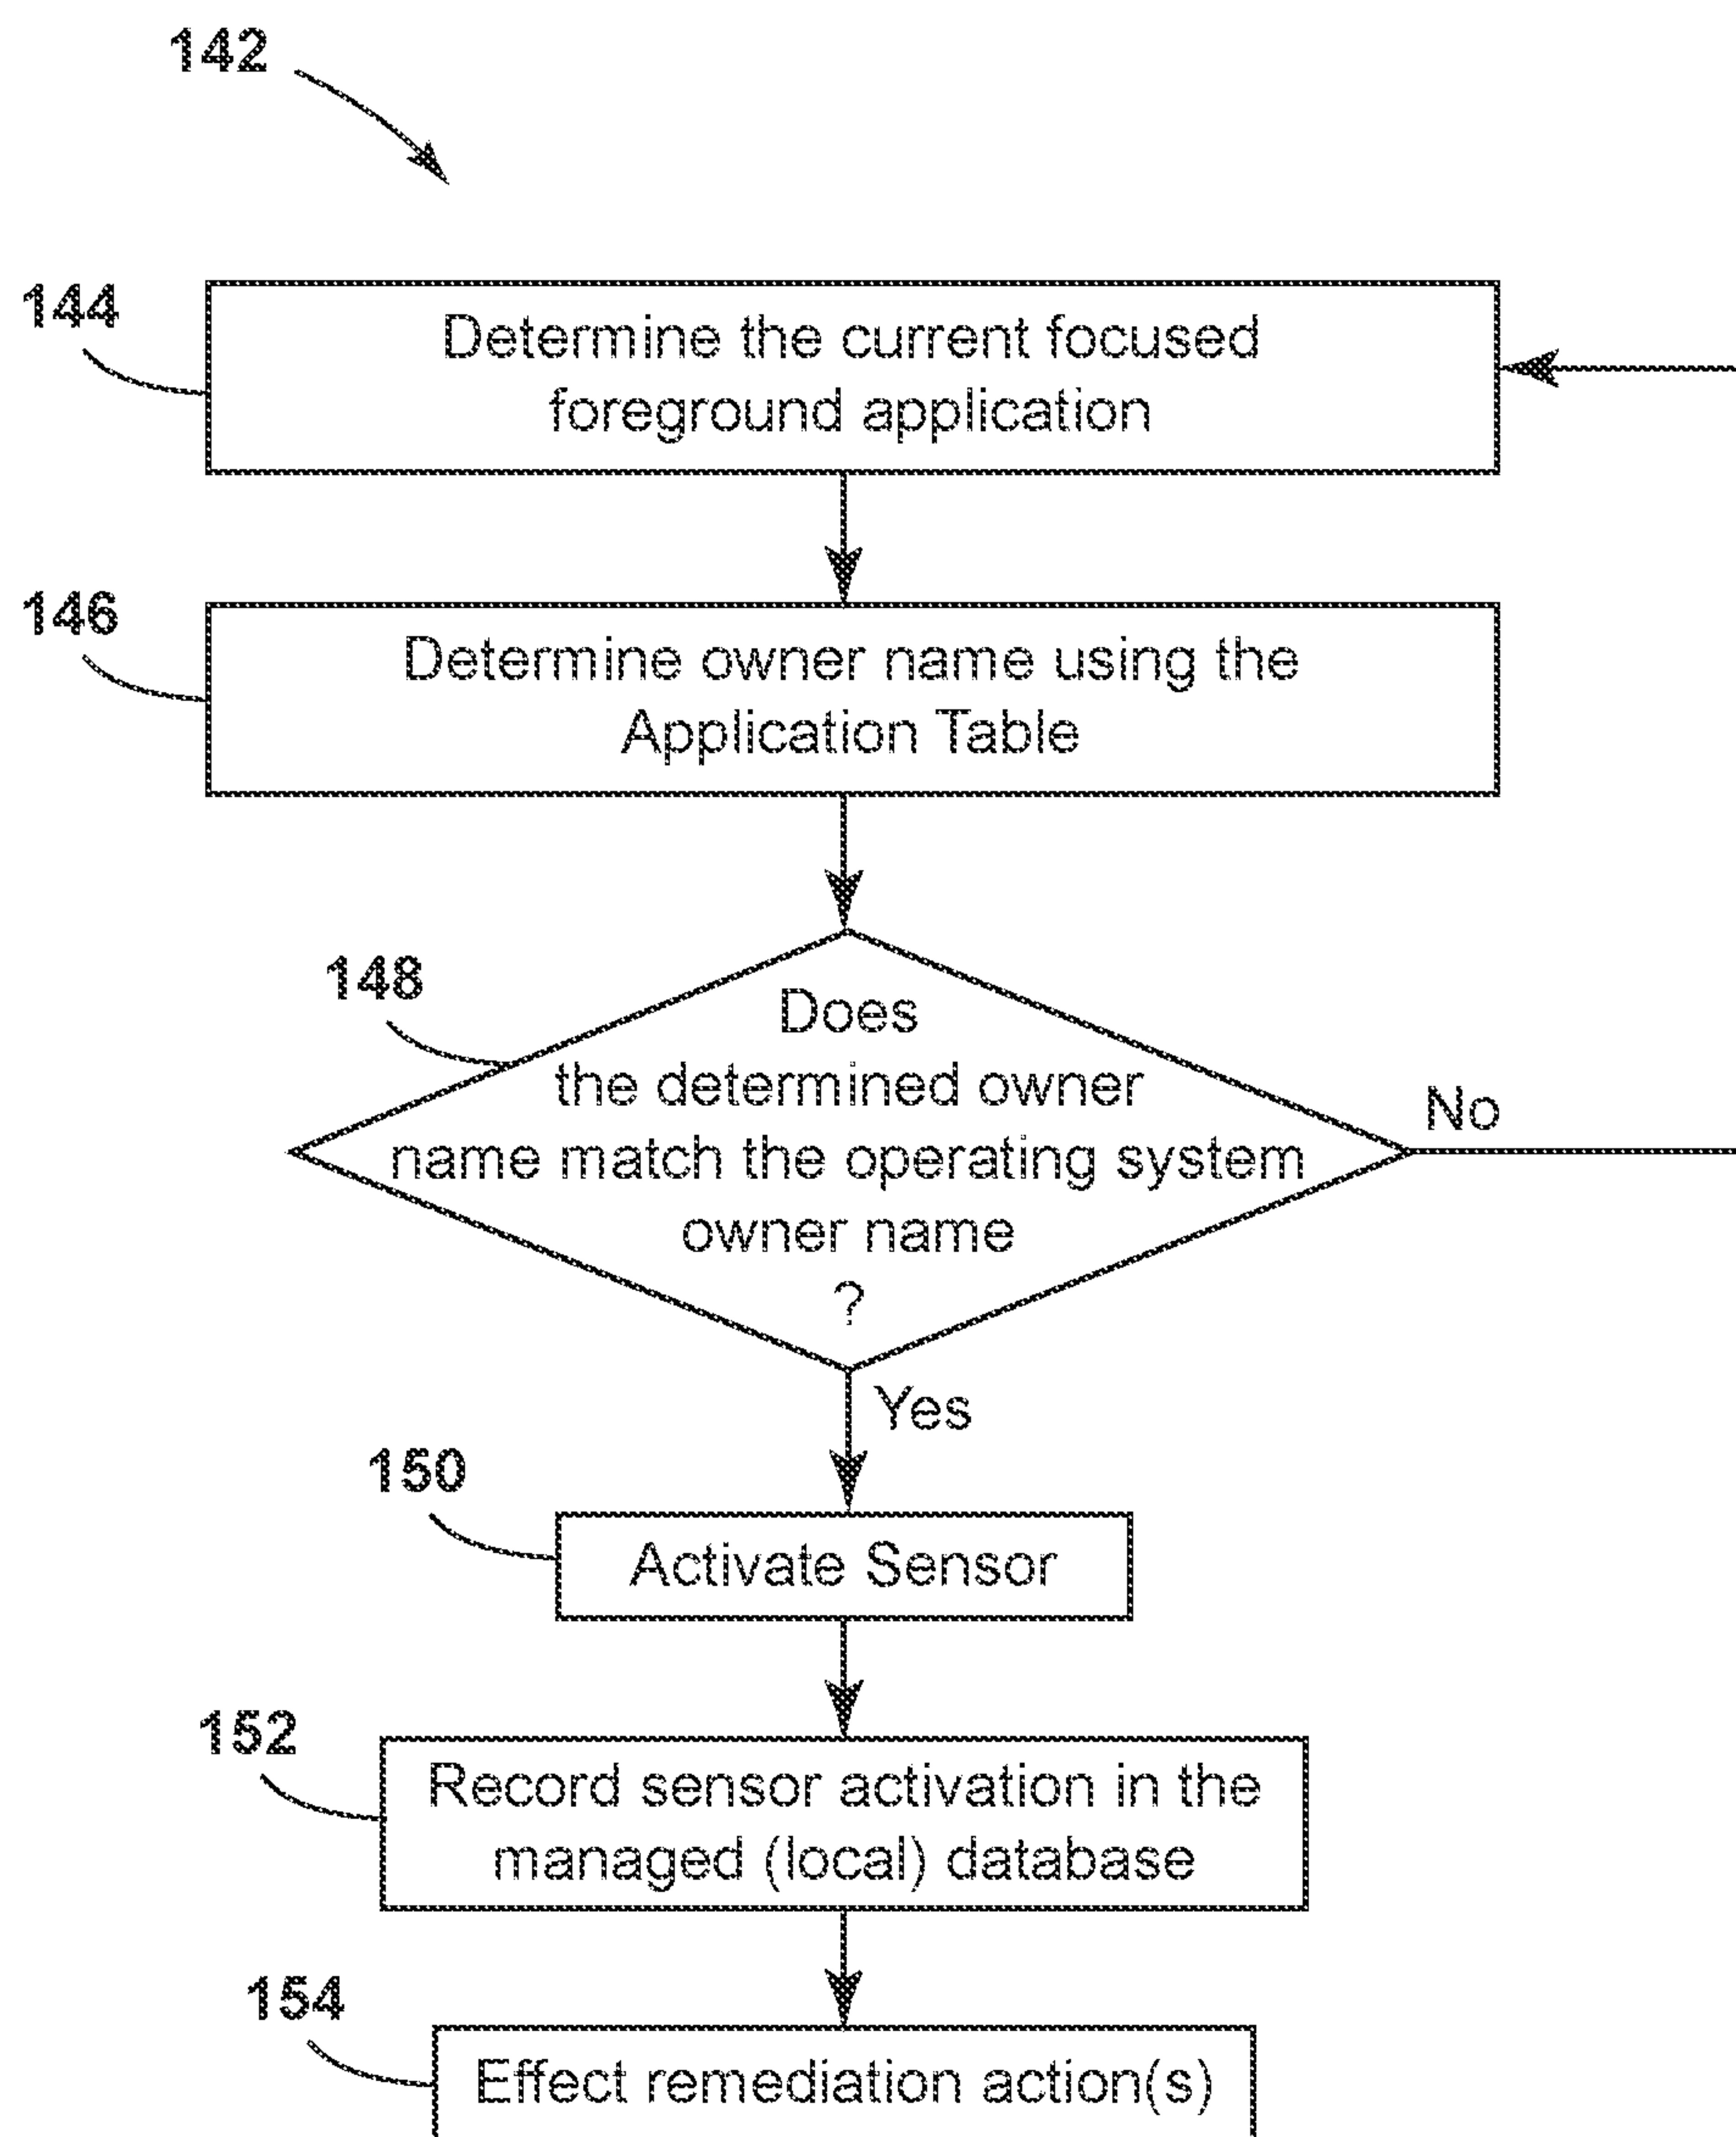 142
144
Determine the current focused
foreground application
146
Determine owner name using the
Application Table
148
Does
the determined owner
name match the operating system
owner name
?
No
Yes
150
Activate Sensor
152
Record sensor activation in the
managed (local) database
154
Effect remediation action(s)